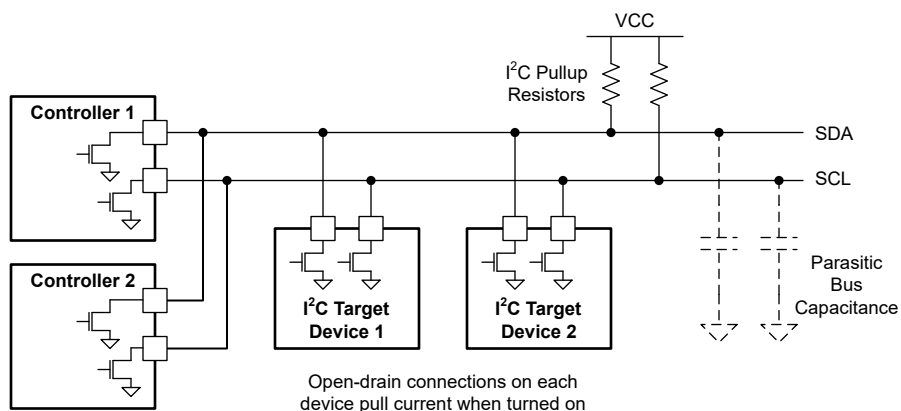 VCC
I²C Pullup
Resistors
Controller 1
SDA
SCL
Controller 2
I²C Target
Device 1
I²C Target
Device 2
Parasitic
Bus
Capacitance
Open-drain connections on each
device pull current when turned on